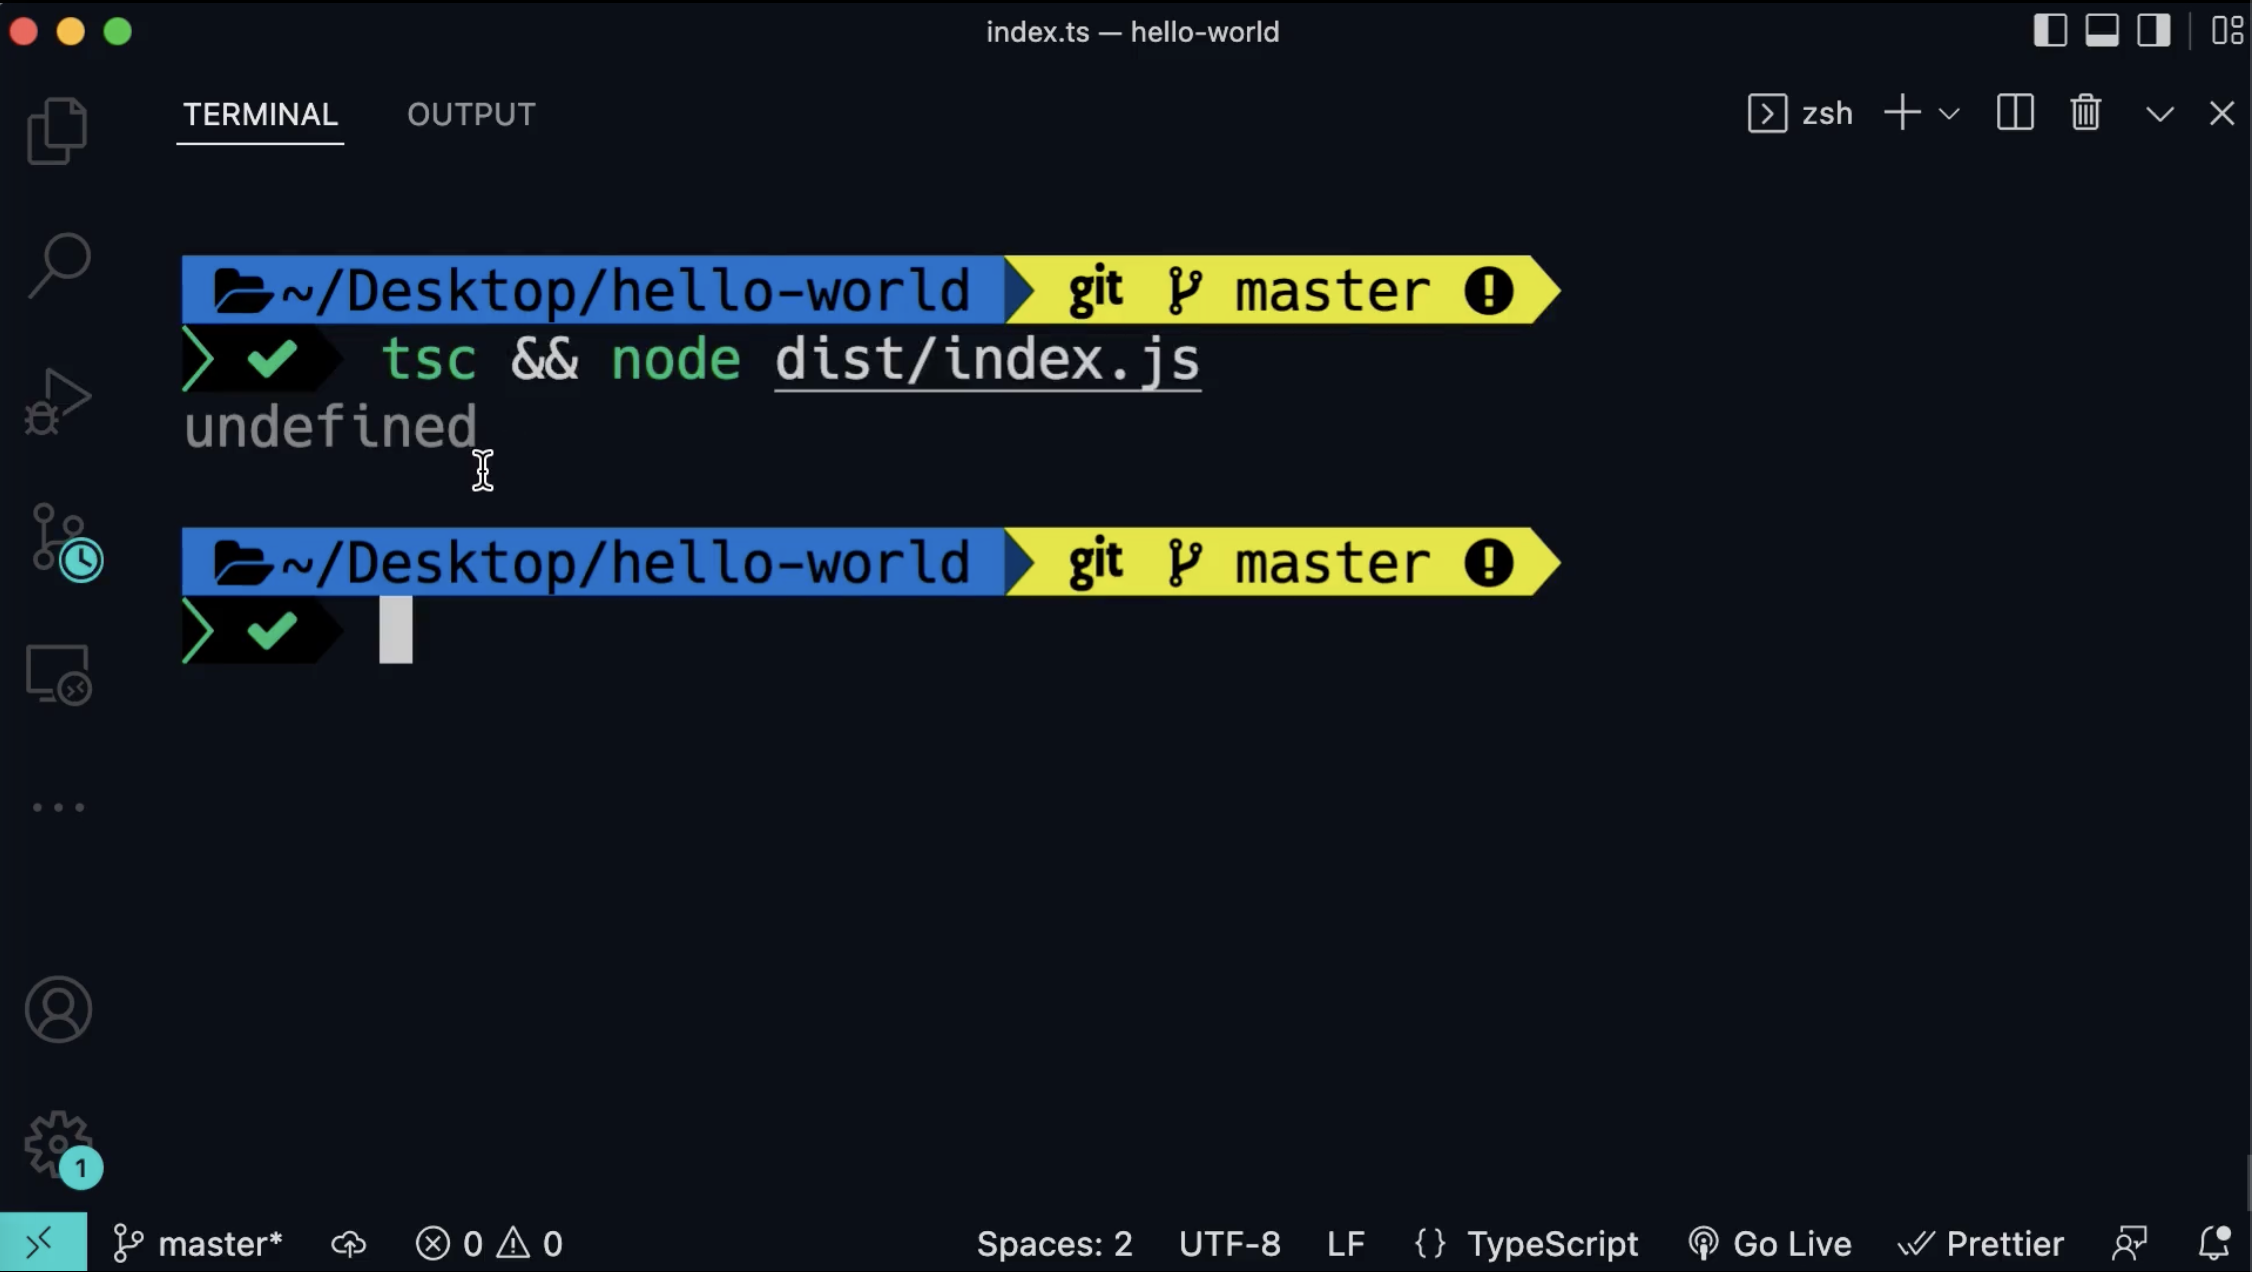 index.ts — hello-world
TERMINAL OUTPUT zsh
~/Desktop/hello-world git master
tsc && node dist/index.js
undefined
~/Desktop/hello-world git master
1
master* 0 0 Spaces: 2 UTF-8 LF {} TypeScript Go Live Prettier